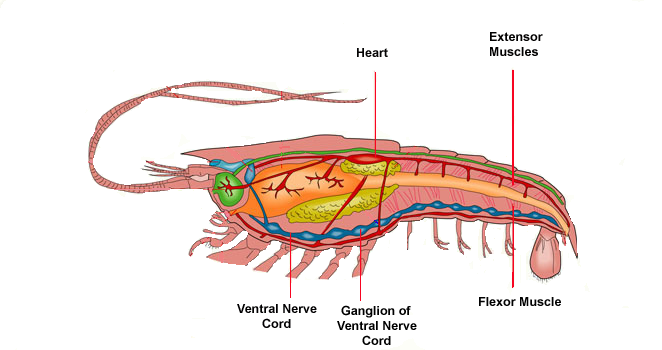 Extensor
Muscles
Heart
Ventral Nerve
Cord
Ganglion of
Ventral Nerve
Cord
Flexor Muscle